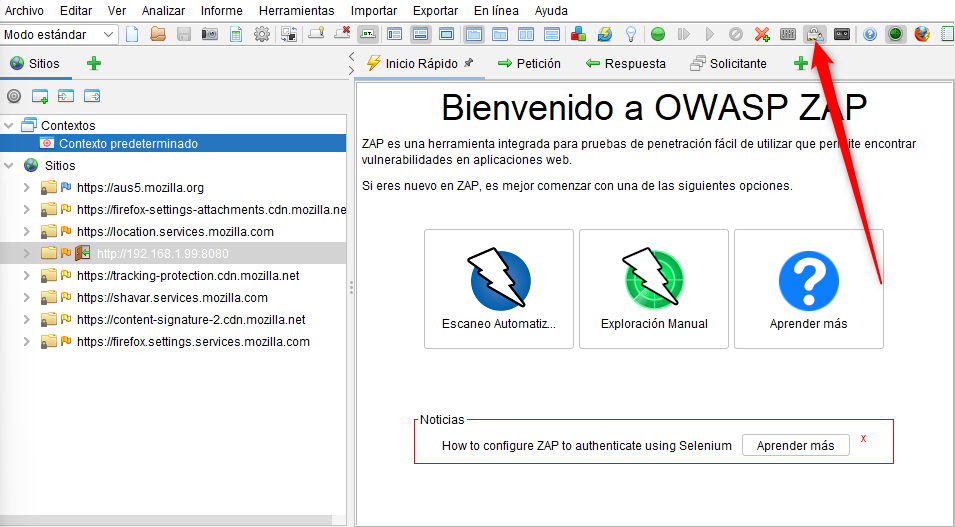 Archivo Editar Ver Analizar Informe Herramientas Importar Exportar En línea Ayuda
Modo estándar
Sitios
Inicio Rápido Petición Respuesta Solicitante
Contextos
Contexto predeterminado
Sitios
https://aus5.mozilla.org
https://firefox-settings-attachments.cdn.mozilla.ne
https://location.services.mozilla.com
http://192.168.1.99:8080
https://tracking-protection.cdn.mozilla.net
https://shavar.services.mozilla.com
https://content-signature-2.cdn.mozilla.net
https://firefox.settings.services.mozilla.com
Bienvenido a OWASP ZAP
ZAP es una herramienta integrada para pruebas de penetración fácil de utilizar que permite encontrar
vulnerabilidades en aplicaciones web.
Si eres nuevo en ZAP, es mejor comenzar con una de las siguientes opciones.
Escaneo Automatiz...
Exploración Manual
Aprender más
Noticias
How to configure ZAP to authenticate using Selenium Aprender más x